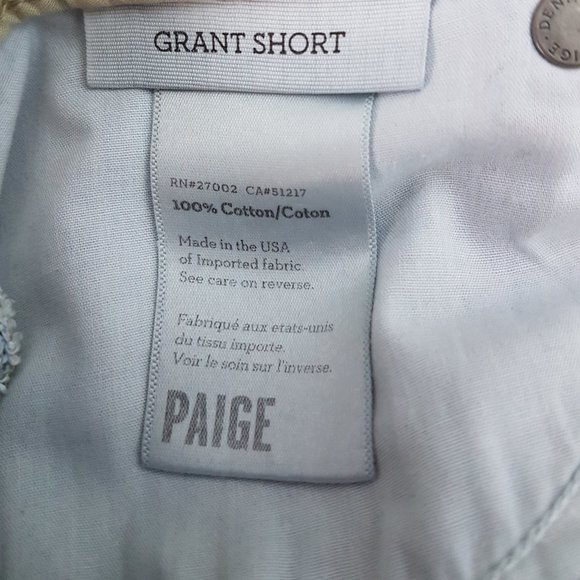 GRANT SHORT
RN#27002 CA#51217
100% Cotton/Coton
Made in the USA
of Imported fabric.
See care on reverse.
Fabriqué aux etats-unis
du tissu importe.
Voir le soin sur l'inverse.
PAIGE